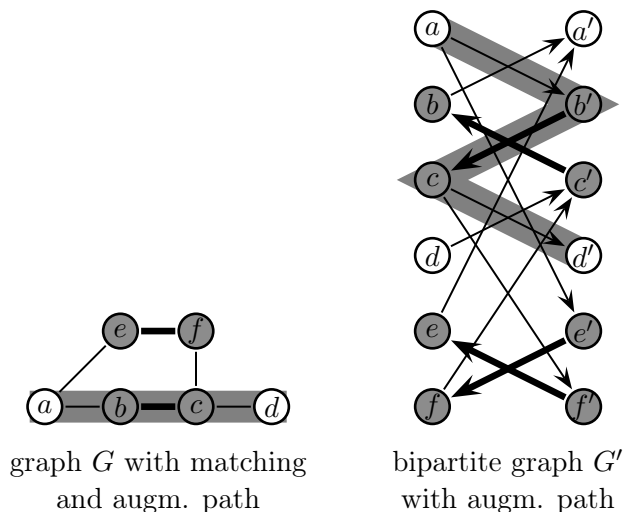 a a′
b b′
c c′
d d′
e f e e′
a b c d f f′
graph G with matching
and augm. path
bipartite graph G′
with augm. path